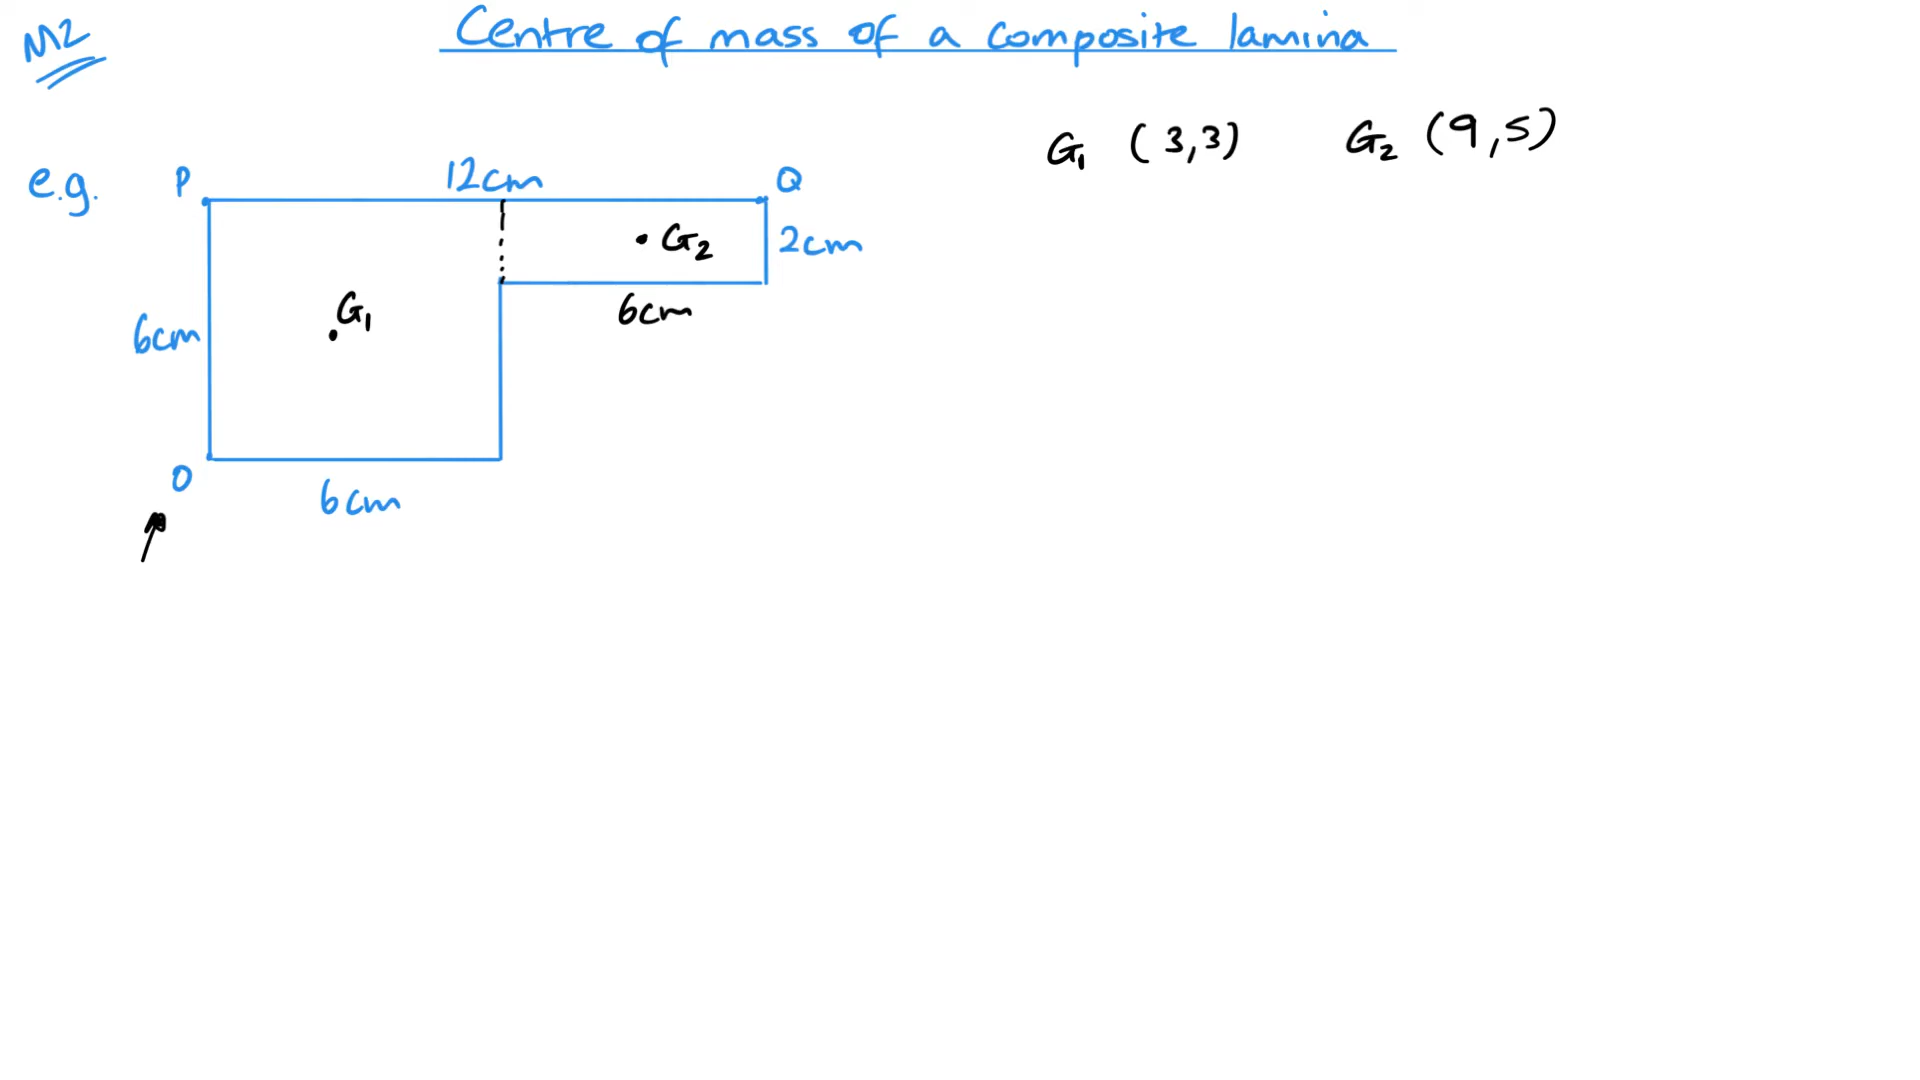 M2
Centre of mass of a composite lamina
G₁ (3,3) G₂ (9,5)
e.g. P 12cm Q
G₂ 2cm
G₁ 6cm
6cm
O
6cm